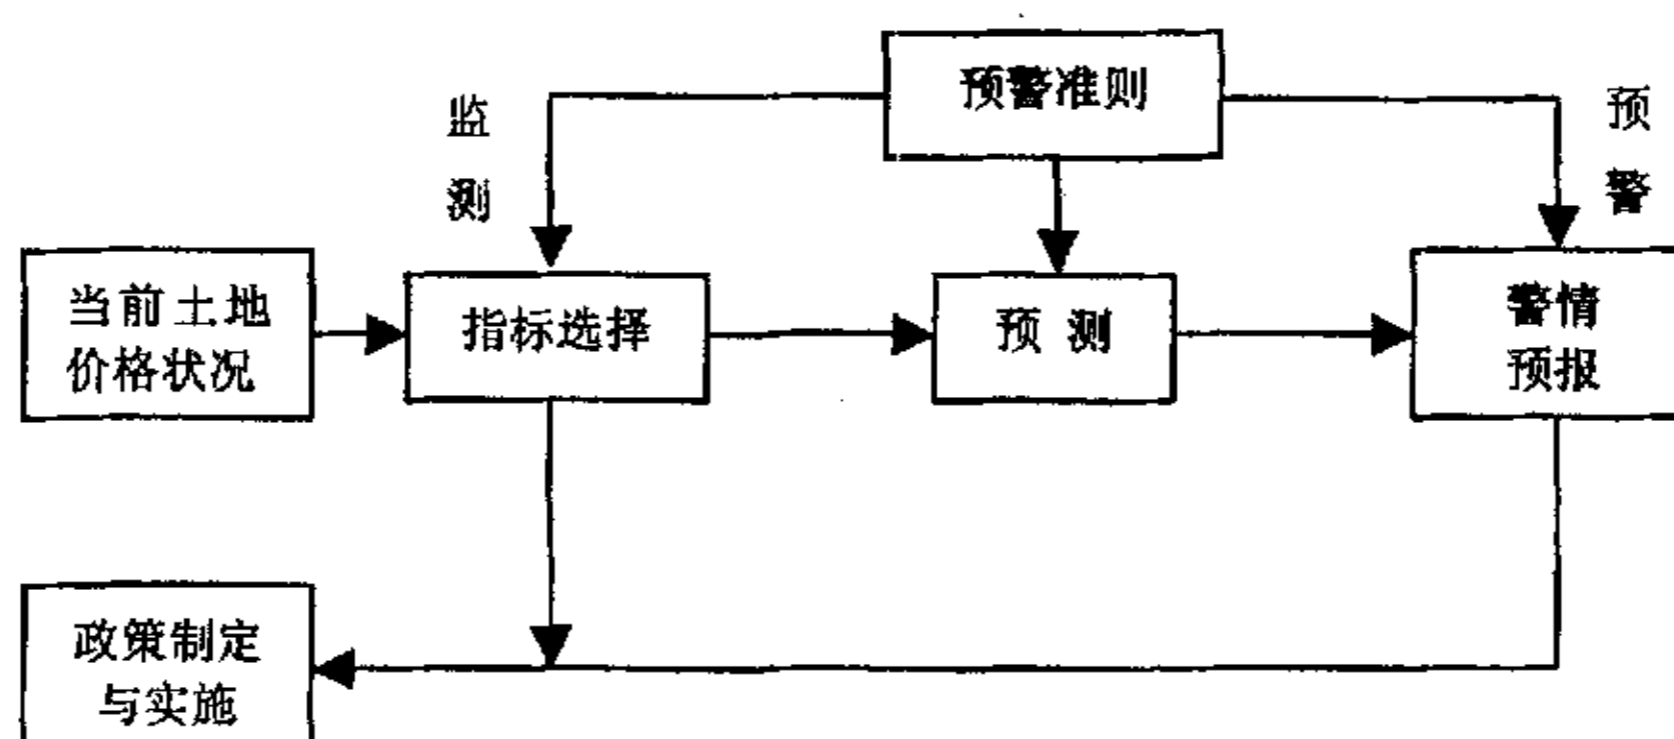 预警准则
监
测
预
警
当前土地
价格状况
指标选择
预 测
警情
预报
政策制定
与实施